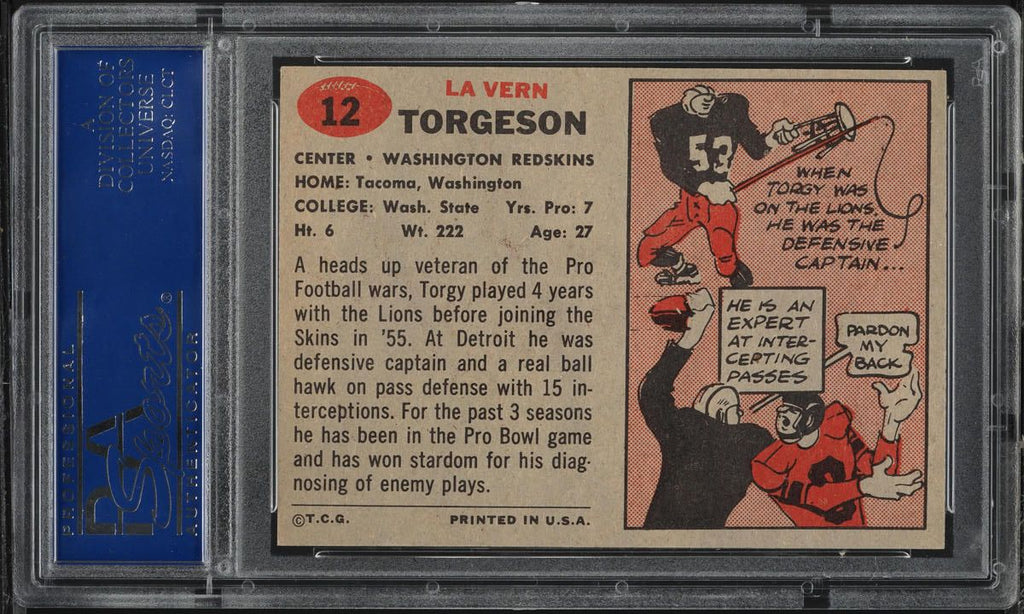 A
DIVISION OF
COLLECTORS
UNIVERSE
NASDAQ: CLCT
PROFESSIONAL
PSA
Sports
®
AUTHENTICATOR
12
LA VERN
TORGESON
CENTER • WASHINGTON REDSKINS
HOME: Tacoma, Washington
COLLEGE: Wash. State Yrs. Pro: 7
Ht. 6 Wt. 222 Age: 27
A heads up veteran of the Pro
Football wars, Torgy played 4 years
with the Lions before joining the
Skins in '55. At Detroit he was
defensive captain and a real ball
hawk on pass defense with 15 in-
terceptions. For the past 3 seasons
he has been in the Pro Bowl game
and has won stardom for his diag-
nosing of enemy plays.
©T.C.G. PRINTED IN U.S.A.
53
WHEN
TORGY WAS
ON THE LIONS,
HE WAS THE
DEFENSIVE
CAPTAIN...
HE IS AN
EXPERT
AT INTER-
CEPTING
PASSES
PARDON
MY
BACK